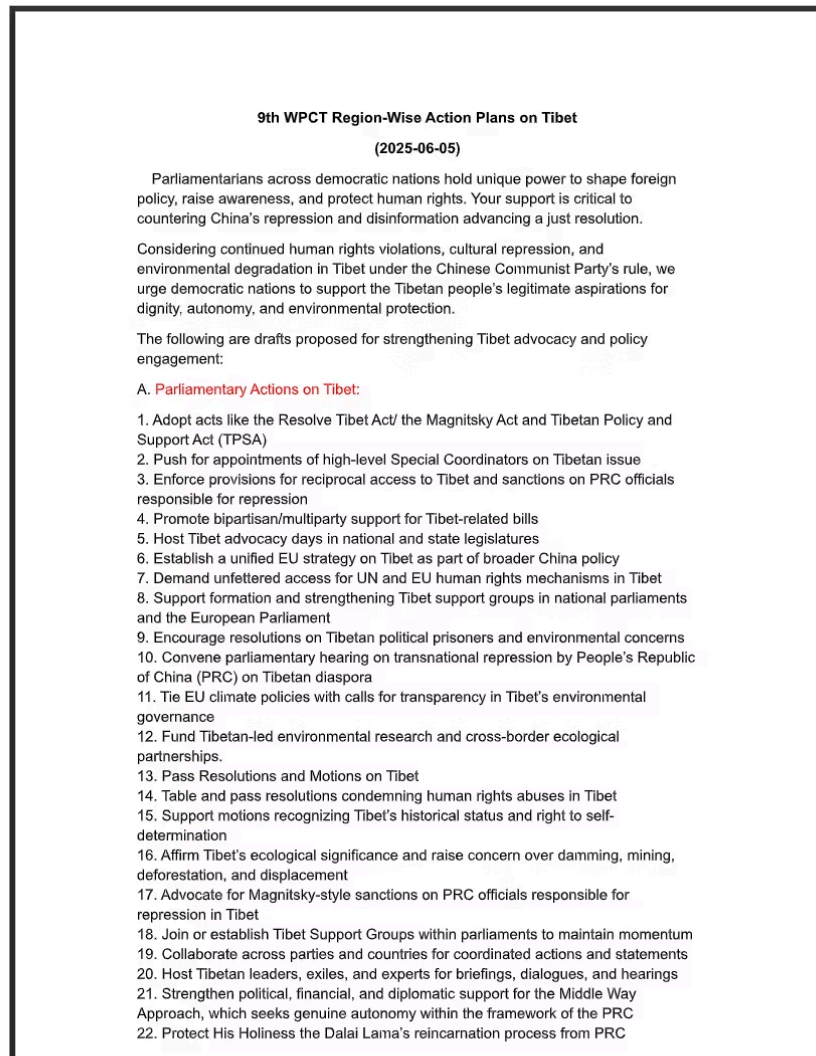 9th WPCT Region-Wise Action Plans on Tibet
(2025-06-05)
Parliamentarians across democratic nations hold unique power to shape foreign
policy, raise awareness, and protect human rights. Your support is critical to
countering China's repression and disinformation advancing a just resolution.
Considering continued human rights violations, cultural repression, and
environmental degradation in Tibet under the Chinese Communist Party's rule, we
urge democratic nations to support the Tibetan people's legitimate aspirations for
dignity, autonomy, and environmental protection.
The following are drafts proposed for strengthening Tibet advocacy and policy
engagement:
A. Parliamentary Actions on Tibet:
1. Adopt acts like the Resolve Tibet Act/ the Magnitsky Act and Tibetan Policy and
Support Act (TPSA)
2. Push for appointments of high-level Special Coordinators on Tibetan issue
3. Enforce provisions for reciprocal access to Tibet and sanctions on PRC officials
responsible for repression
4. Promote bipartisan/multiparty support for Tibet-related bills
5. Host Tibet advocacy days in national and state legislatures
6. Establish a unified EU strategy on Tibet as part of broader China policy
7. Demand unfettered access for UN and EU human rights mechanisms in Tibet
8. Support formation and strengthening Tibet support groups in national parliaments
and the European Parliament
9. Encourage resolutions on Tibetan political prisoners and environmental concerns
10. Convene parliamentary hearing on transnational repression by People's Republic
of China (PRC) on Tibetan diaspora
11. Tie EU climate policies with calls for transparency in Tibet's environmental
governance
12. Fund Tibetan-led environmental research and cross-border ecological
partnerships.
13. Pass Resolutions and Motions on Tibet
14. Table and pass resolutions condemning human rights abuses in Tibet
15. Support motions recognizing Tibet's historical status and right to self-
determination
16. Affirm Tibet's ecological significance and raise concern over damming, mining,
deforestation, and displacement
17. Advocate for Magnitsky-style sanctions on PRC officials responsible for
repression in Tibet
18. Join or establish Tibet Support Groups within parliaments to maintain momentum
19. Collaborate across parties and countries for coordinated actions and statements
20. Host Tibetan leaders, exiles, and experts for briefings, dialogues, and hearings
21. Strengthen political, financial, and diplomatic support for the Middle Way
Approach, which seeks genuine autonomy within the framework of the PRC
22. Protect His Holiness the Dalai Lama's reincarnation process from PRC